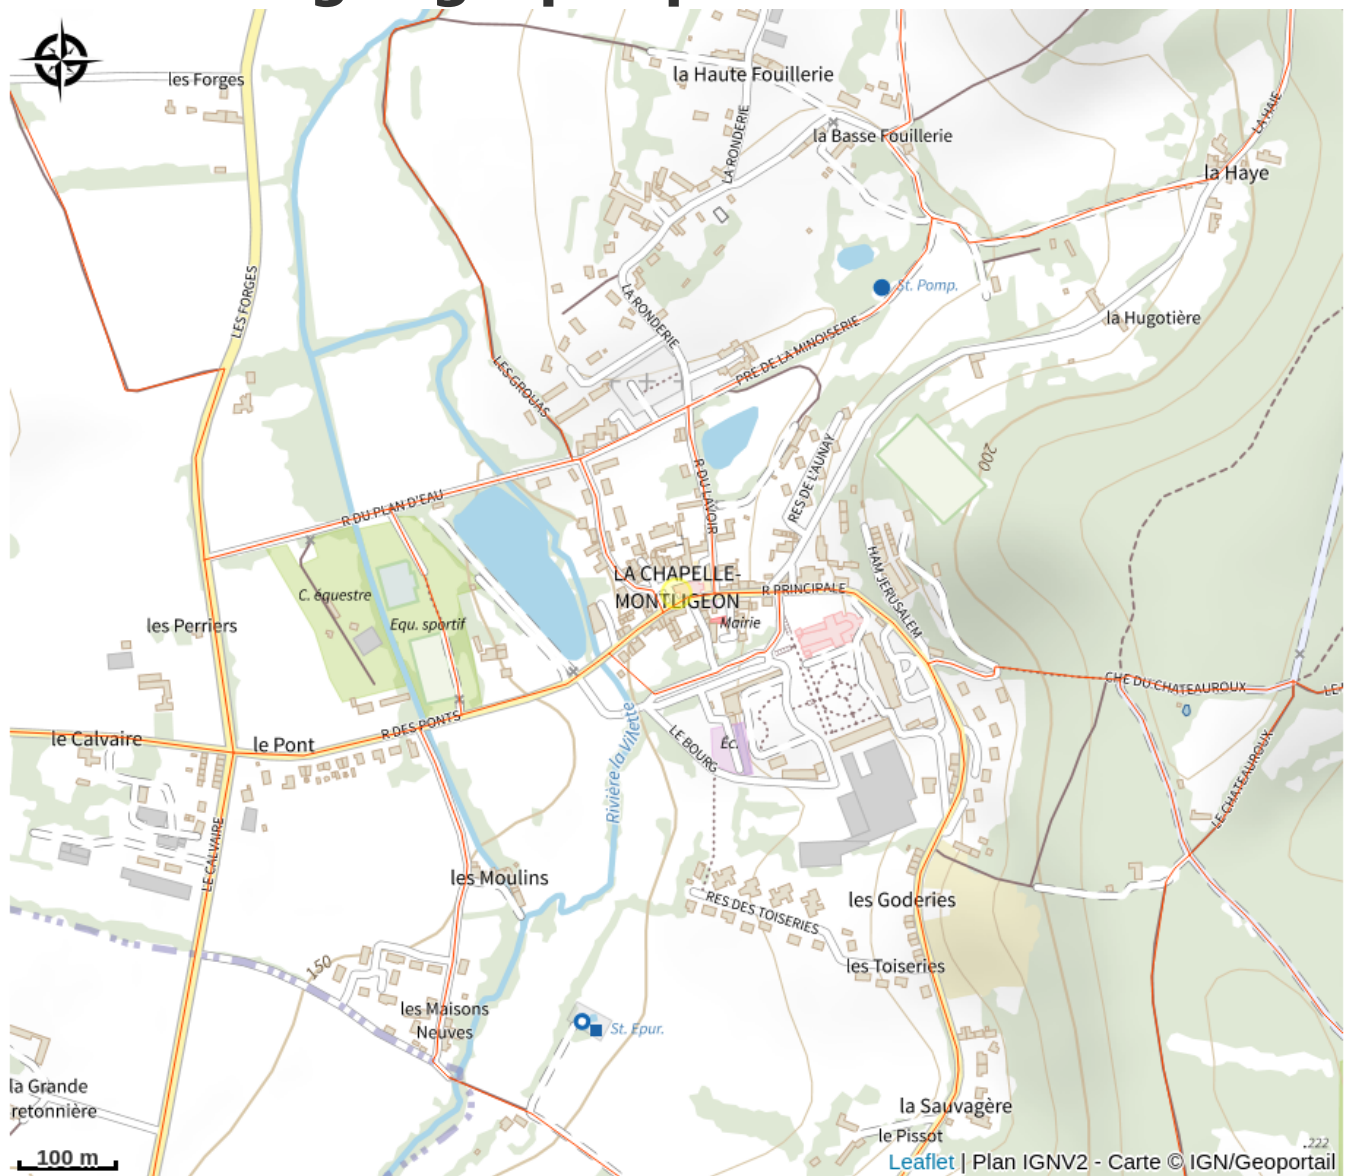 les Forges
la Haute Fouillerie
LA RONDERIE
la Basse Fouillerie
LA HAIE
la Haye
LES FORGES
LA RONDERIE
St. Pomp.
la Hugotière
PRE DE LA MINOISERIE
LES GROUAS
200
R DU LAVOIR
RES DE L'AUNAY
R DU PLAN D'EAU
HAM JERUSALEM
LA CHAPELLE-
MONTLIGEON
R PRINCIPALE
C. équestre
Equ. sportif
Mairie
les Perriers
CHE DU CHATEAUROUX
R DES PONTS
le Calvaire
le Pont
LE BOURG
Éc.
Rivière la Villette
LE CHATEAUROUX
LE CALVAIRE
les Moulins
RES DES TOISERIES
les Goderies
les Toiseries
150
les Maisons
Neuves
St. Epur.
la Grande
retonnière
la Sauvagère
le Pissot
222
100 m
Leaflet | Plan IGNV2 - Carte © IGN/Geoportail